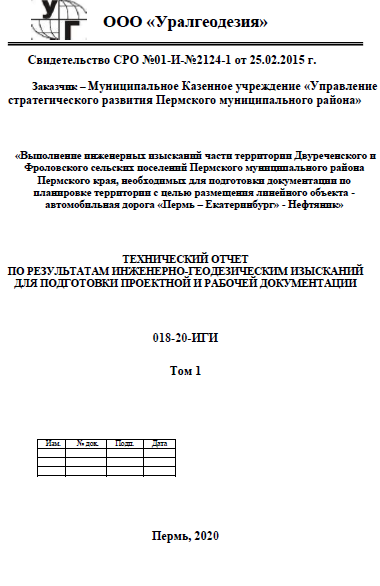 У
Г
ООО «Уралгеодезия»
Свидетельство СРО №01-И-№2124-1 от 25.02.2015 г.
Заказчик – Муниципальное Казенное учреждение «Управление
стратегического развития Пермского муниципального района»
«Выполнение инженерных изысканий части территории Двуреченского и
Фроловского сельских поселений Пермского муниципального района
Пермского края, необходимых для подготовки документации по
планировке территории с целью размещения линейного объекта -
автомобильная дорога «Пермь – Екатеринбург» - Нефтяник»
ТЕХНИЧЕСКИЙ ОТЧЕТ
ПО РЕЗУЛЬТАТАМ ИНЖЕНЕРНО-ГЕОДЕЗИЧЕСКИМ ИЗЫСКАНИЙ
ДЛЯ ПОДГОТОВКИ ПРОЕКТНОЙ И РАБОЧЕЙ ДОКУМЕНТАЦИИ
018-20-ИГИ
Том 1
Изм. № док. Подп. Дата
Пермь, 2020